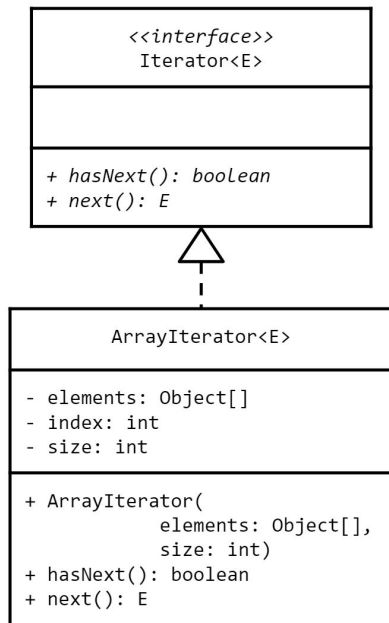 <<interface>>
Iterator<E>
+ hasNext(): boolean
+ next(): E
ArrayIterator<E>
- elements: Object[]
- index: int
- size: int
+ ArrayIterator(
elements: Object[],
size: int)
+ hasNext(): boolean
+ next(): E